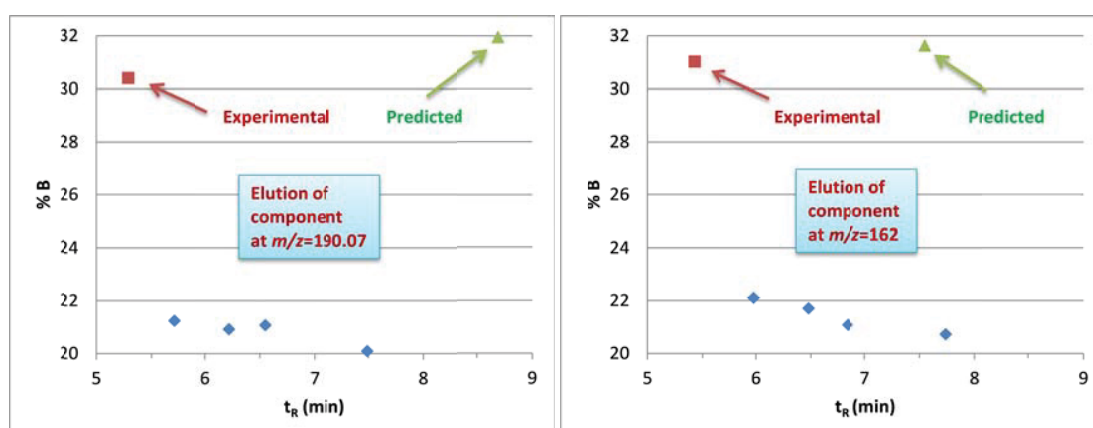 32
30
28
26
24
22
20
% B
Experimental
Predicted
Elution of
component
at m/z=190.07
5 6 7 8 9
tR (min)
32
30
28
26
24
22
20
% B
Experimental
Predicted
Elution of
component
at m/z=162
5 6 7 8 9
tR (min)